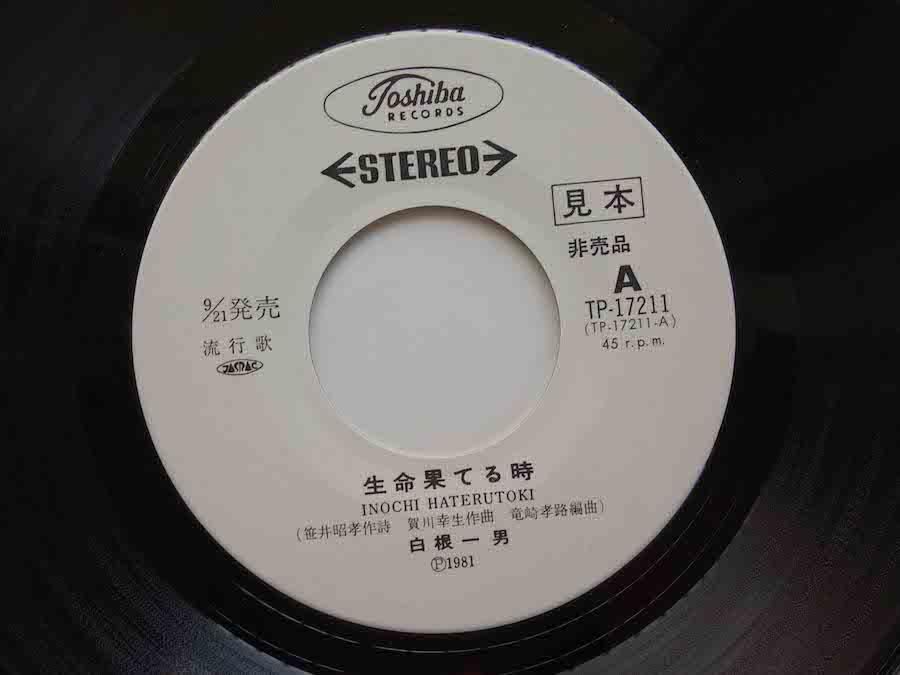 Toshiba
RECORDS
STEREO
見本
非売品
A
TP-17211
(TP-17211-A)
45 r.p.m.
9/21発売
流行歌
JASRAC
生命果てる時
INOCHI HATERUTOKI
(笹井昭孝作詩 賀川幸生作曲 竜崎孝路編曲)
白根一男
Ⓟ1981